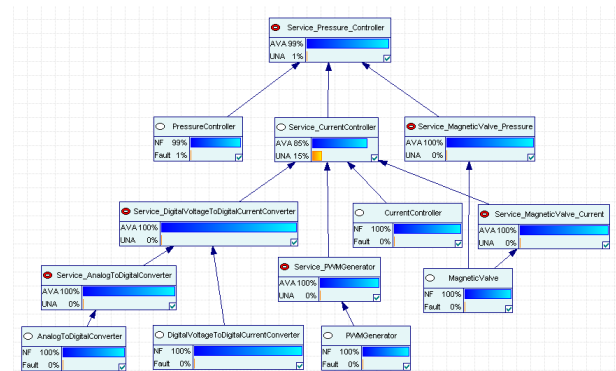 Service_Pressure_Controller
AVA 99%
UNA 1%
PressureController
NF 99%
Fault 1%
Service_CurrentController
AVA 85%
UNA 15%
Service_MagneticValve_Pressure
AVA 100%
UNA 0%
Service_DigitalVoltageToDigitalCurrentConverter
AVA 100%
UNA 0%
CurrentController
NF 100%
Fault 0%
Service_MagneticValve_Current
AVA 100%
UNA 0%
Service_AnalogToDigitalConverter
AVA 100%
UNA 0%
Service_PWMGenerator
AVA 100%
UNA 0%
MagneticValve
NF 100%
Fault 0%
AnalogToDigitalConverter
NF 100%
Fault 0%
DigitalVoltageToDigitalCurrentConverter
NF 100%
Fault 0%
PWMGenerator
NF 100%
Fault 0%